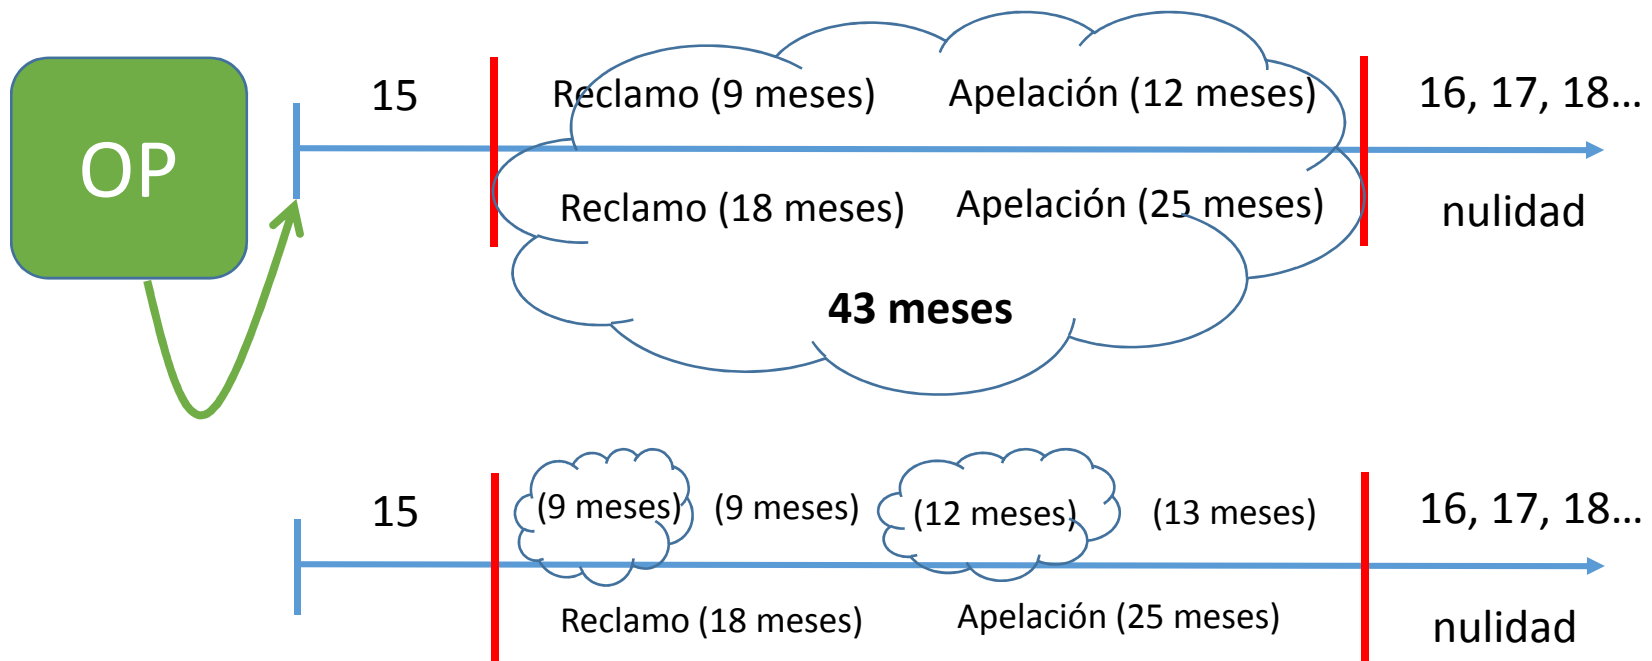 OP
15
Reclamo (9 meses)
Apelación (12 meses)
16, 17, 18...
Reclamo (18 meses)
Apelación (25 meses)
nulidad
43 meses
15
(9 meses)
(9 meses)
(12 meses)
(13 meses)
16, 17, 18...
Reclamo (18 meses)
Apelación (25 meses)
nulidad